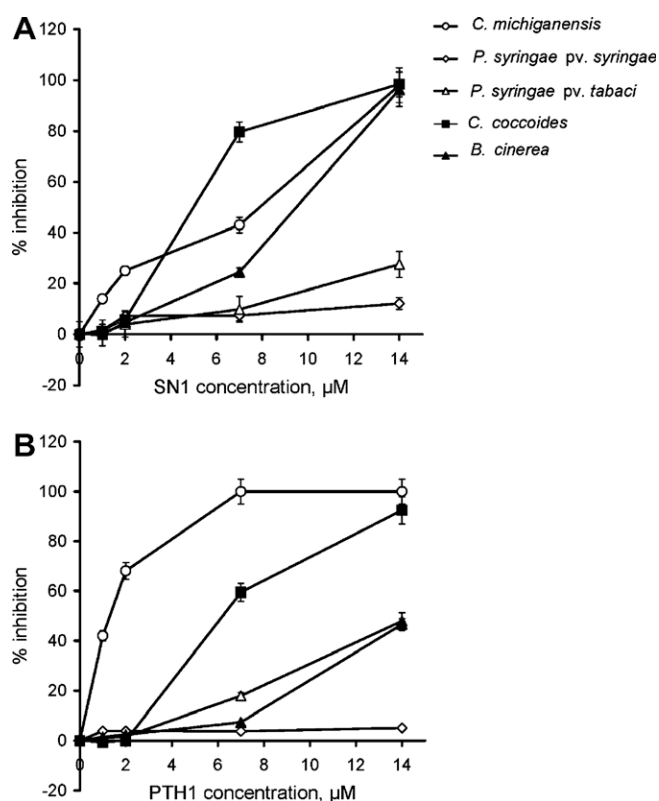 A
120
100
80
60
40
20
0
-20
% inhibition
0 2 4 6 8 10 12 14
SN1 concentration, µM
C. michiganensis
P. syringae pv. syringae
P. syringae pv. tabaci
C. coccoides
B. cinerea
B
120
100
80
60
40
20
0
-20
% inhibition
0 2 4 6 8 10 12 14
PTH1 concentration, µM